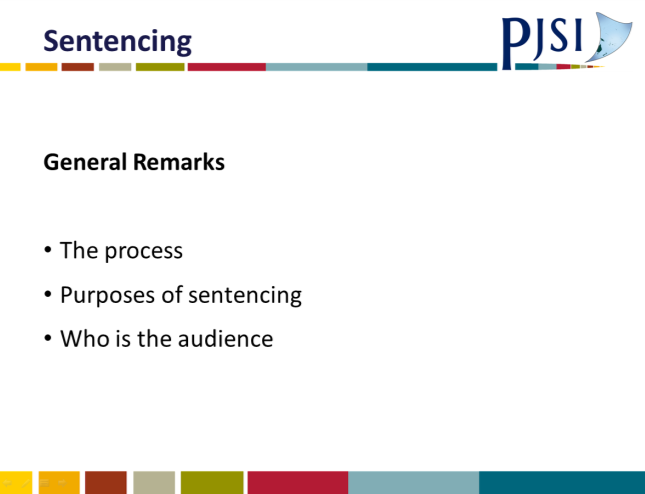 Sentencing
PJSI
General Remarks
• The process
• Purposes of sentencing
• Who is the audience